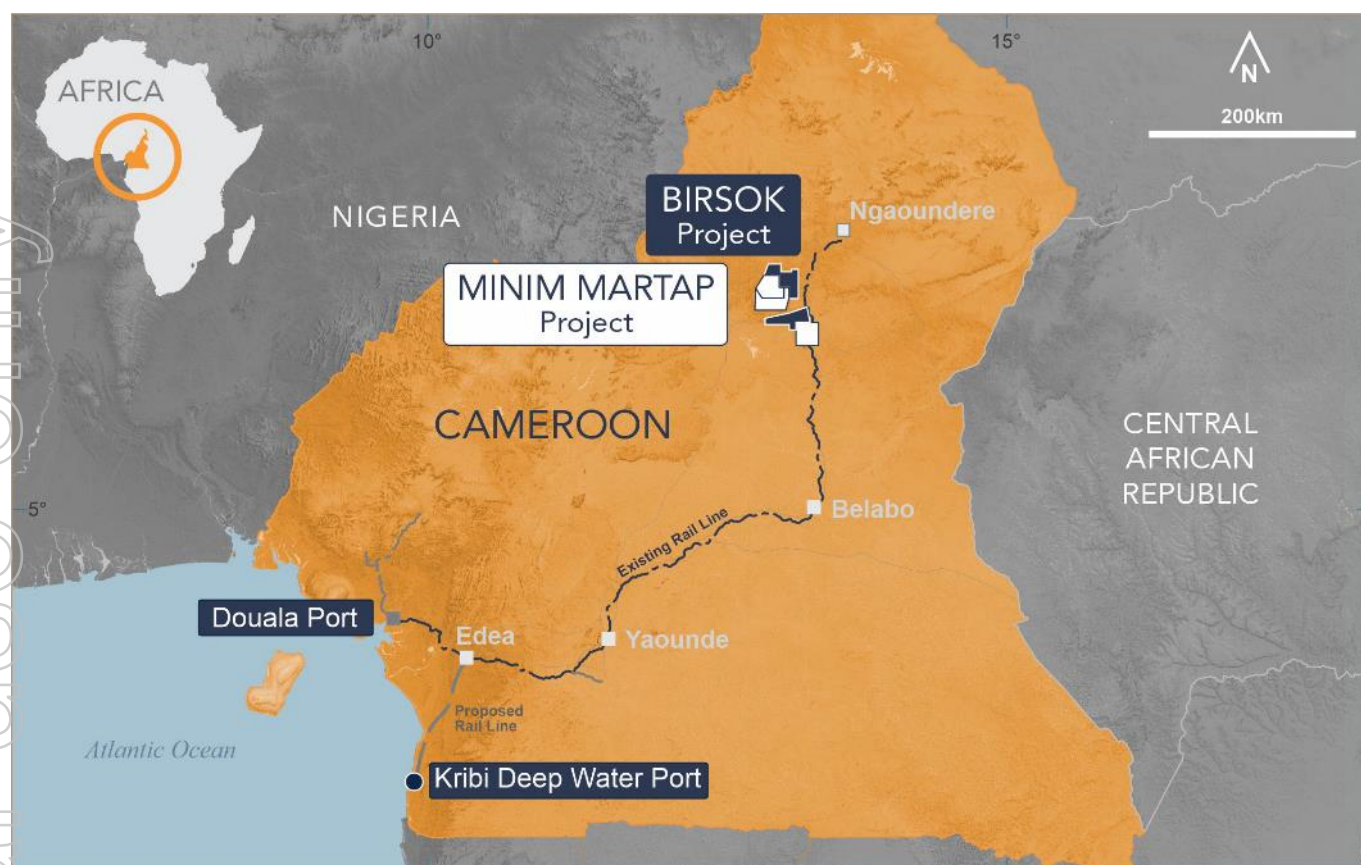 10°
15°
N
200km
AFRICA
NIGERIA
BIRSOK
Project
Ngaoundere
MINIM MARTAP
Project
CAMEROON
CENTRAL
AFRICAN
REPUBLIC
5°
Belabo
Existing Rail Line
Douala Port
Edea
Yaounde
Proposed
Rail Line
Atlantic Ocean
Kribi Deep Water Port